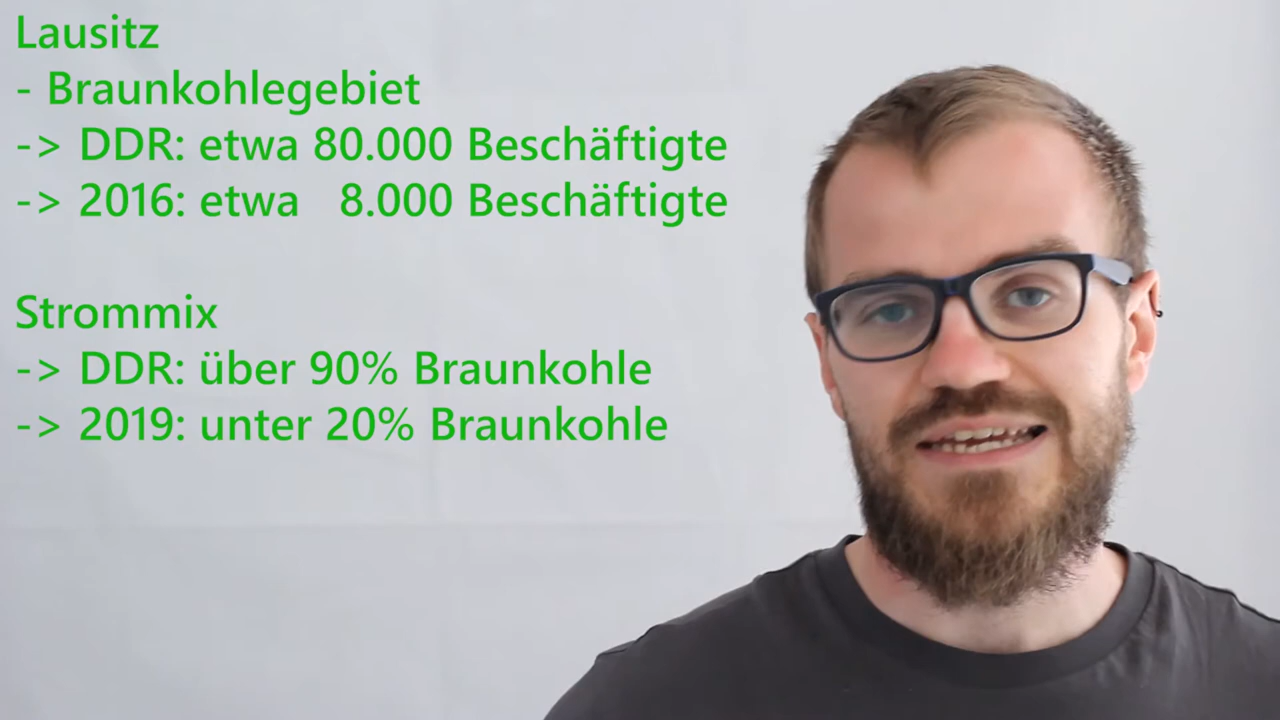 Lausitz
- Braunkohlegebiet
-> DDR: etwa 80.000 Beschäftigte
-> 2016: etwa   8.000 Beschäftigte
Strommix
-> DDR: über 90% Braunkohle
-> 2019: unter 20% Braunkohle